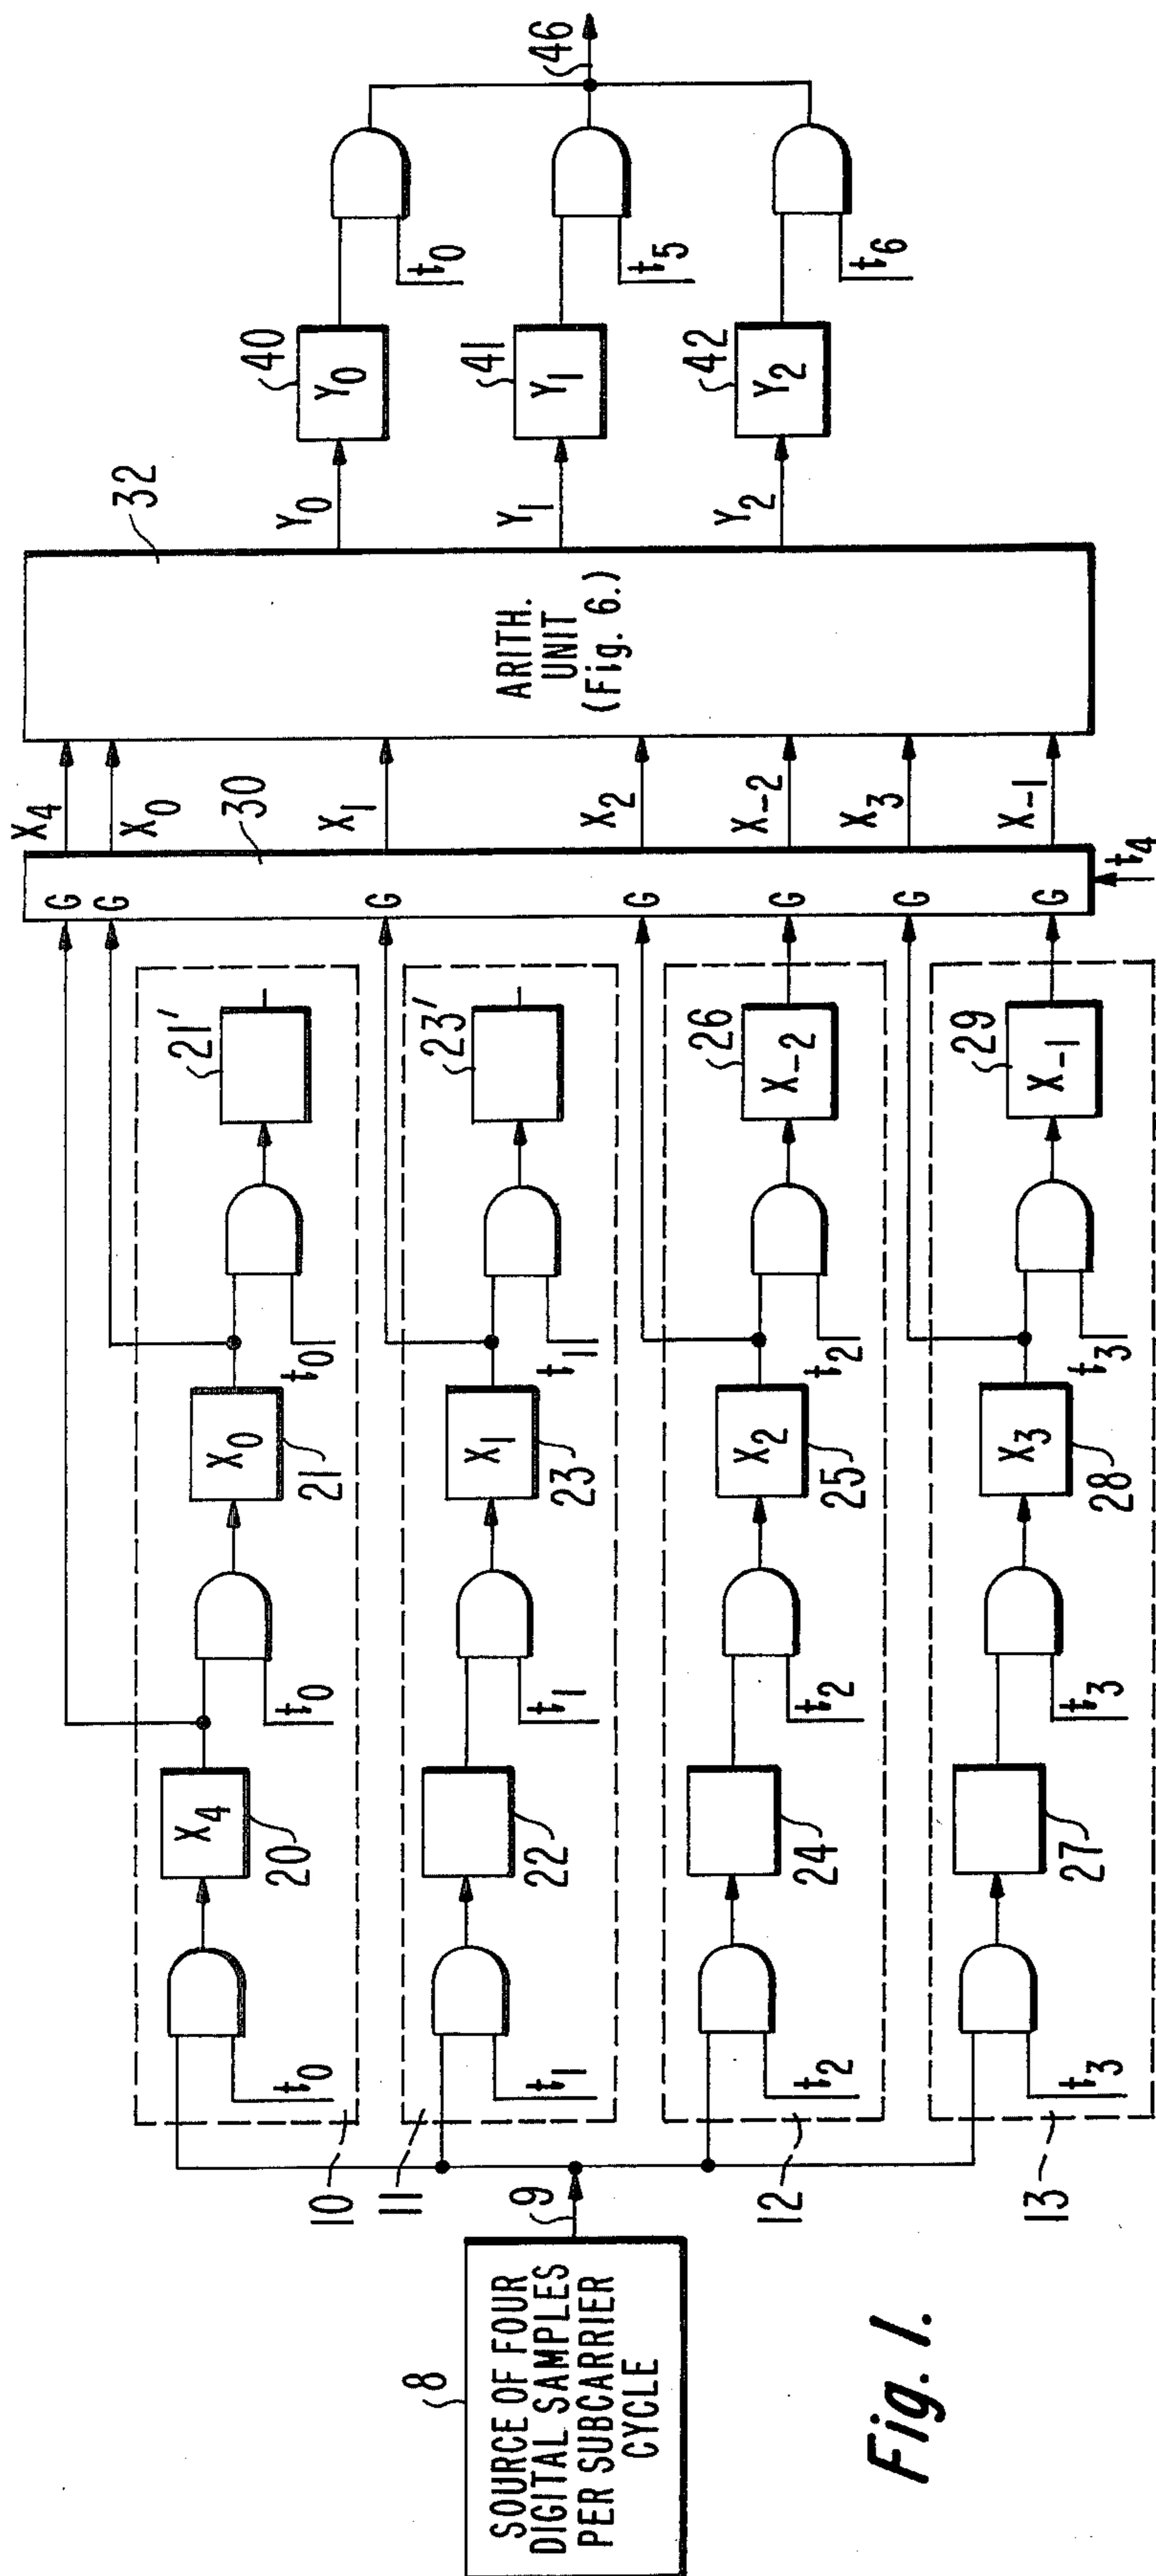 SOURCE OF FOUR
DIGITAL SAMPLES
PER SUBCARRIER
CYCLE
8
9
10
t0
X4
20
t0
X0
21
t0
21'
11
t1
22
t1
X1
23
t1
23'
12
t2
24
t2
X2
25
t2
X-2
26
13
t3
27
t3
X3
28
t3
X-1
29
G
G
G
G
G
G
G
30
t4
X4
X0
X1
X2
X-2
X3
X-1
ARITH.
UNIT
(Fig. 6.)
32
Y0
Y1
Y2
Y0
40
Y1
41
Y2
42
t0
t5
t6
46
Fig. 1.